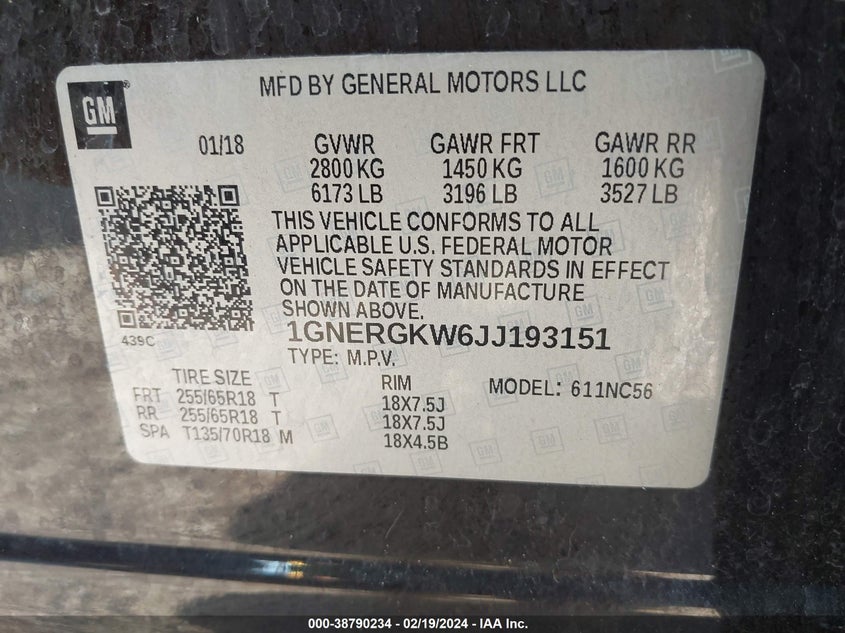 GM
MFD BY GENERAL MOTORS LLC
01/18 GVWR GAWR FRT GAWR RR
2800 KG 1450 KG 1600 KG
6173 LB 3196 LB 3527 LB
THIS VEHICLE CONFORMS TO ALL
APPLICABLE U.S. FEDERAL MOTOR
VEHICLE SAFETY STANDARDS IN EFFECT
ON THE DATE OF MANUFACTURE
SHOWN ABOVE.
439C
1GNERGKW6JJ193151
TYPE: M.P.V.
TIRE SIZE RIM MODEL: 611NC56
FRT 255/65R18 T 18X7.5J
RR 255/65R18 T 18X7.5J
SPA T135/70R18 M 18X4.5B
000-38790234 - 02/19/2024 - IAA Inc.